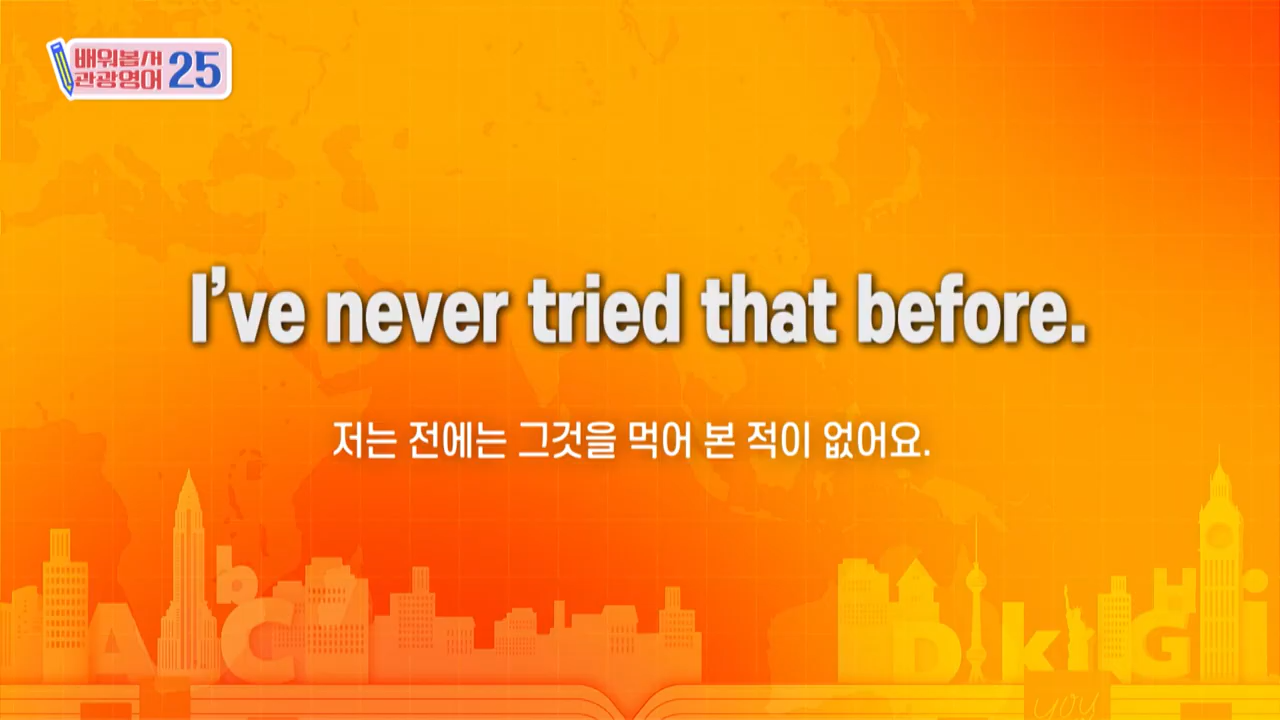 배워봅서
관광영어 25
I've never tried that before.
저는 전에는 그것을 먹어 본 적이 없어요.
A b C
D k G H i
yoy